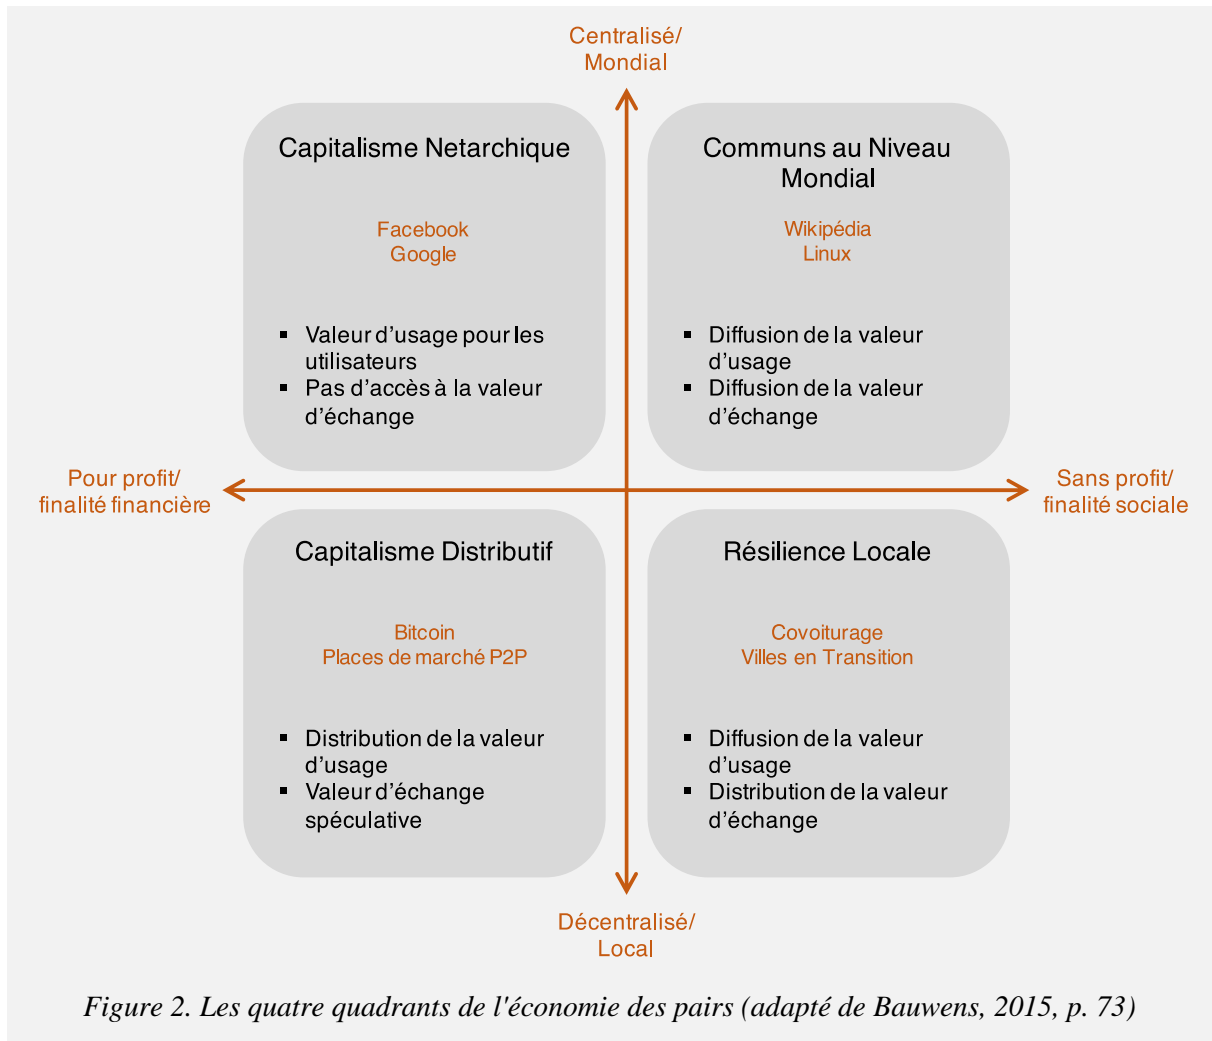 Centralisé/
Mondial
Capitalisme Netarchique
Facebook
Google
▪ Valeur d’usage pour les
utilisateurs
▪ Pas d’accès à la valeur
d’échange
Communs au Niveau
Mondial
Wikipédia
Linux
▪ Diffusion de la valeur
d’usage
▪ Diffusion de la valeur
d’échange
Pour profit/
finalité financière
Sans profit/
finalité sociale
Capitalisme Distributif
Bitcoin
Places de marché P2P
▪ Distribution de la valeur
d’usage
▪ Valeur d’échange
spéculative
Résilience Locale
Covoiturage
Villes en Transition
▪ Diffusion de la valeur
d’usage
▪ Distribution de la valeur
d’échange
Décentralisé/
Local
Figure 2. Les quatre quadrants de l'économie des pairs (adapté de Bauwens, 2015, p. 73)